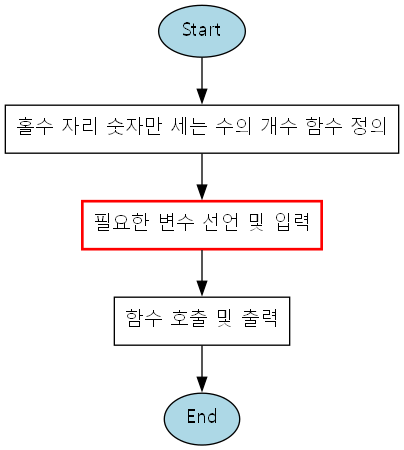 Start
홀수 자리 숫자만 세는 수의 개수 함수 정의
필요한 변수 선언 및 입력
함수 호출 및 출력
End